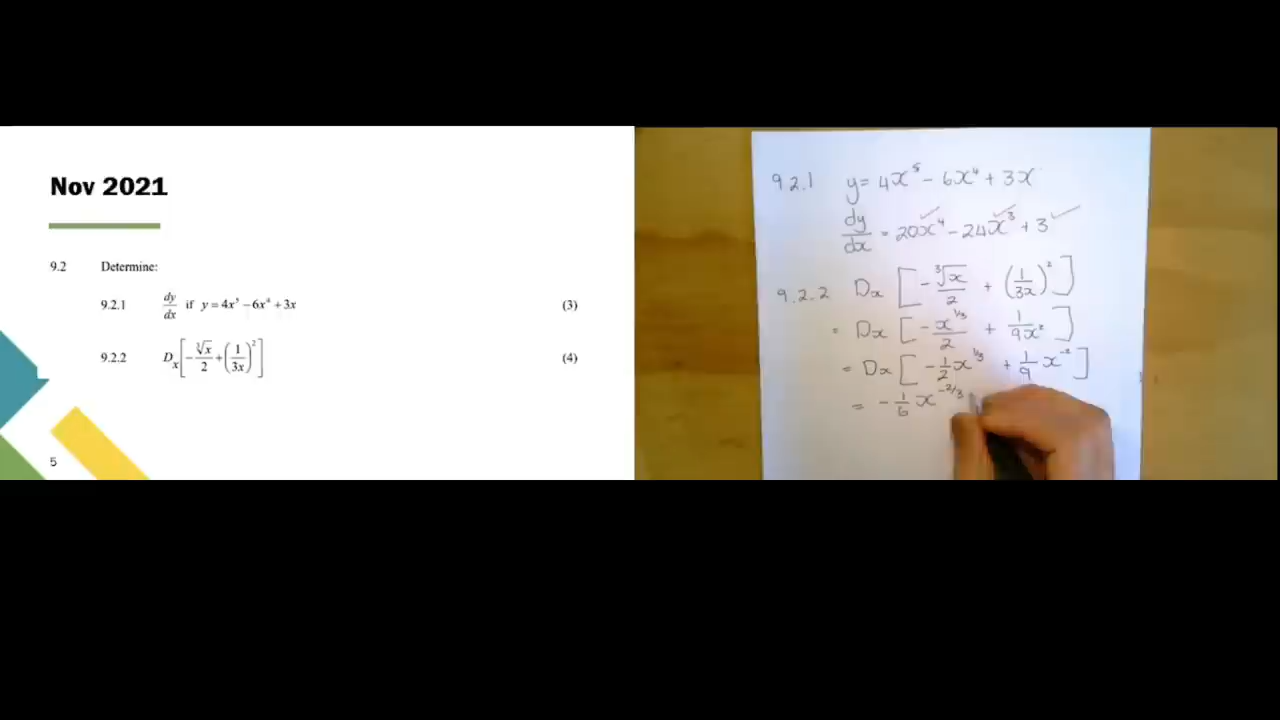 Nov 2021
9.2 Determine:
9.2.1 dy/dx if y = 4x⁵ − 6x⁴ + 3x (3)
9.2.2 Dₓ[−∛x/2 + (1/3x)²] (4)
5
9.2.1 y = 4x⁵ − 6x⁴ + 3x
dy/dx = 20x⁴ ✓ − 24x³ ✓ + 3 ✓
9.2.2 Dx [−∛x/2 + (1/3x)²]
= Dx [−x^1/3/2 + 1/9x²]
= Dx [−1/2 x^1/3 + 1/9 x⁻²]
= −1/6 x^−2/3